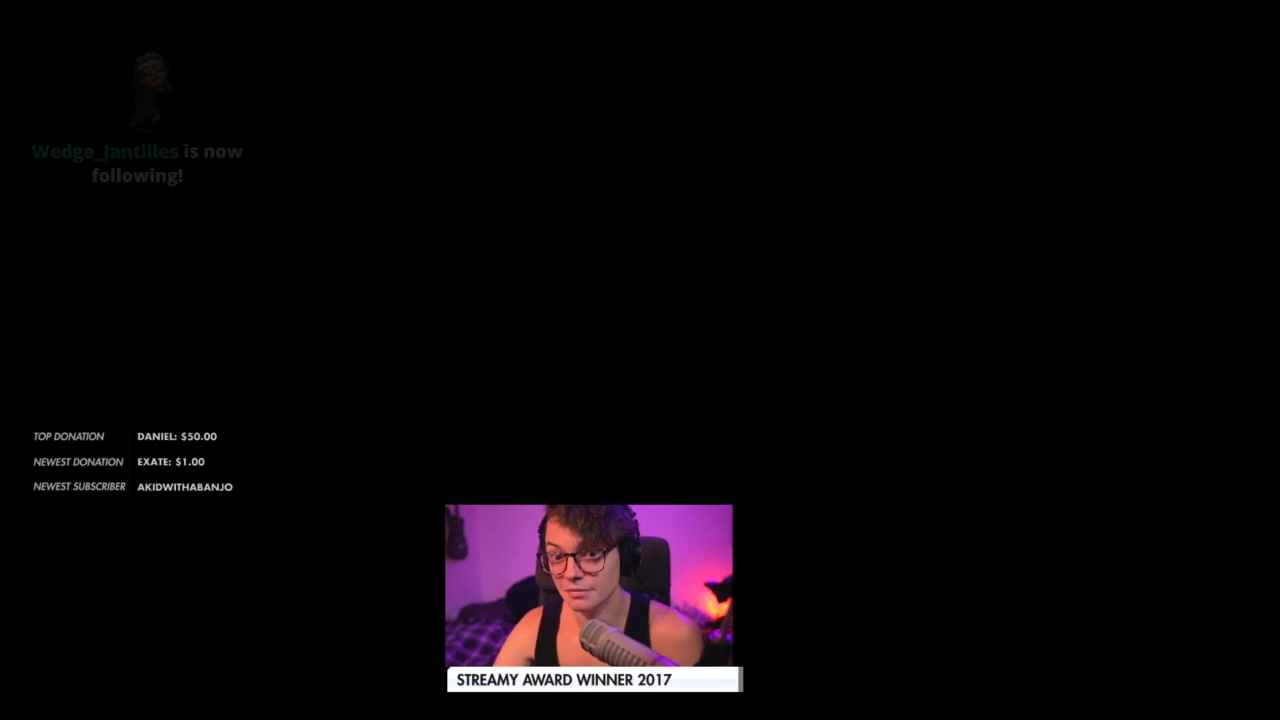 Wedge_Jantilles is now
following!
TOP DONATION DANIEL: $50.00
NEWEST DONATION EXATE: $1.00
NEWEST SUBSCRIBER AKIDWITHABANJO
STREAMY AWARD WINNER 2017